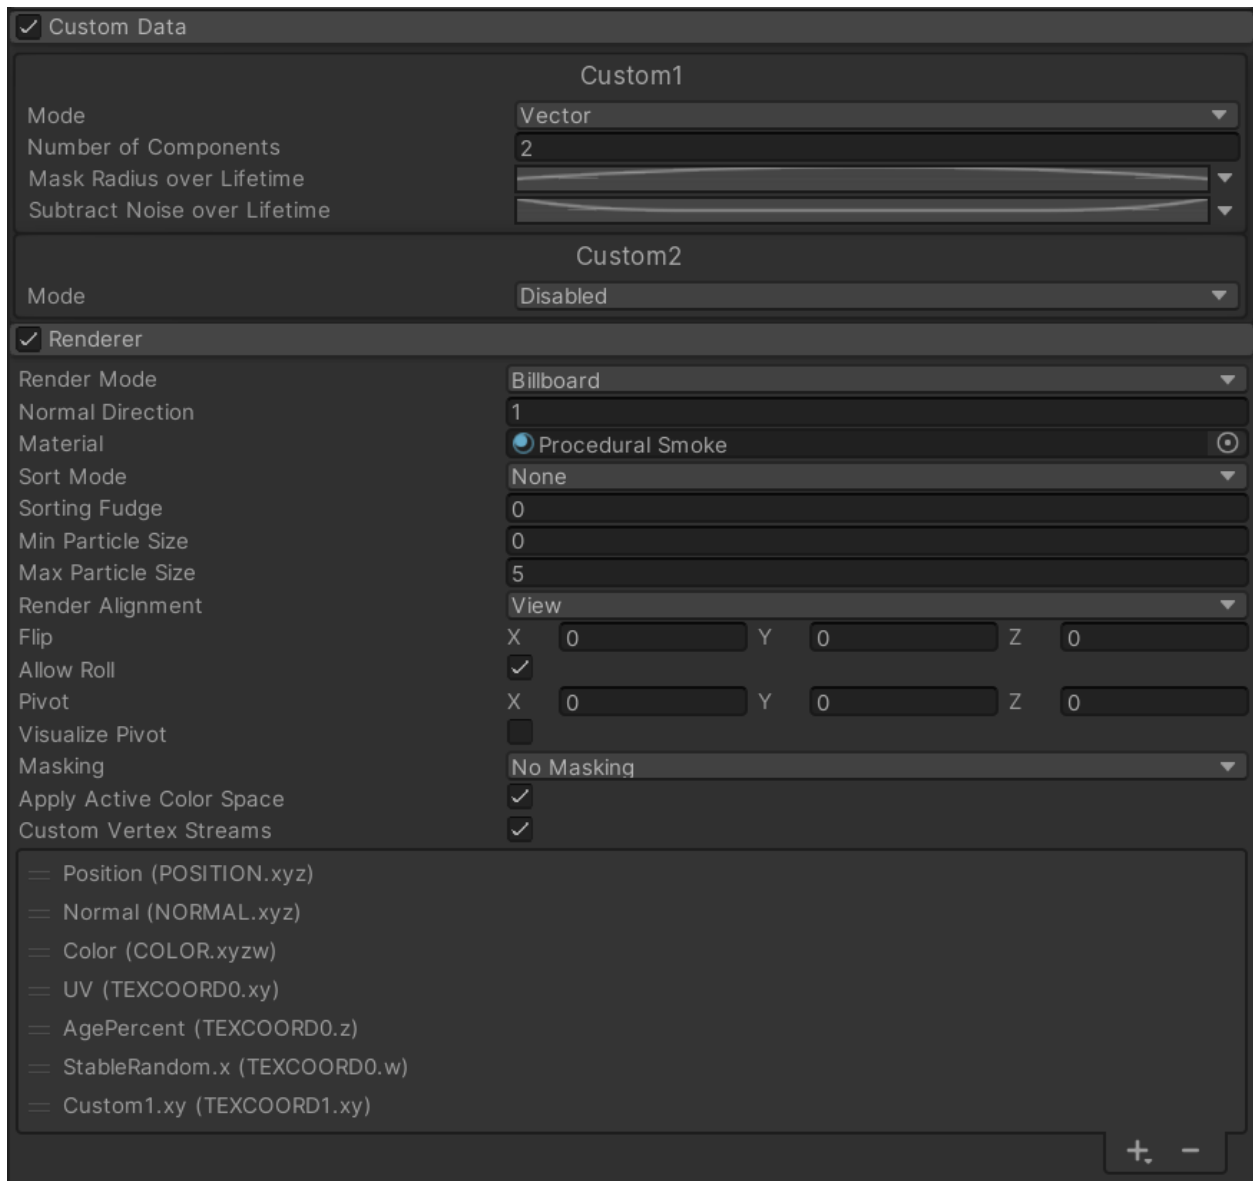 Custom Data
Custom1
Mode Vector
Number of Components 2
Mask Radius over Lifetime
Subtract Noise over Lifetime
Custom2
Mode Disabled
Renderer
Render Mode Billboard
Normal Direction 1
Material Procedural Smoke
Sort Mode None
Sorting Fudge 0
Min Particle Size 0
Max Particle Size 5
Render Alignment View
Flip X 0 Y 0 Z 0
Allow Roll
Pivot X 0 Y 0 Z 0
Visualize Pivot
Masking No Masking
Apply Active Color Space
Custom Vertex Streams
Position (POSITION.xyz)
Normal (NORMAL.xyz)
Color (COLOR.xyzw)
UV (TEXCOORD0.xy)
AgePercent (TEXCOORD0.z)
StableRandom.x (TEXCOORD0.w)
Custom1.xy (TEXCOORD1.xy)